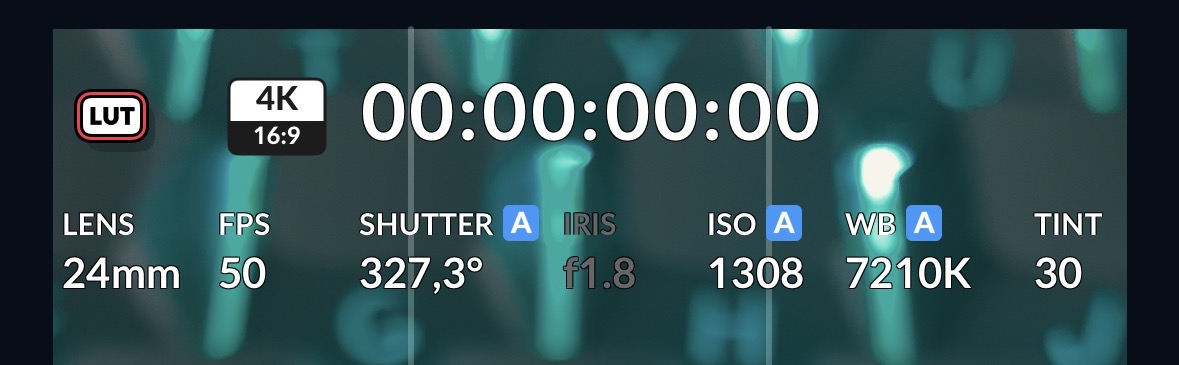 LUT
4K
16:9
00:00:00:00
LENS FPS SHUTTER A IRIS ISO A WB A TINT
24mm 50 327,3° f1.8 1308 7210K 30
T Y U
G H J